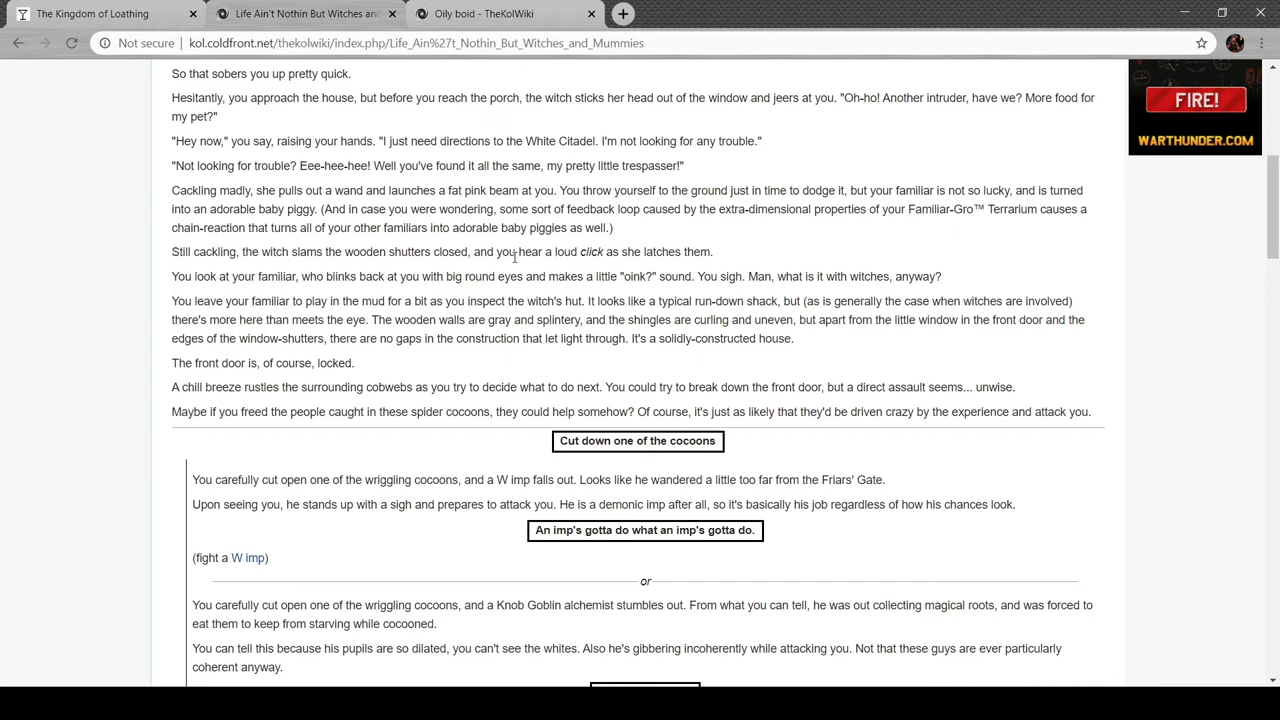 The Kingdom of Loathing
Life Ain't Nothin But Witches and
Oily boid - TheKolWiki
Not secure
kol.coldfront.net/thekolwiki/index.php/Life_Ain%27t_Nothin_But_Witches_and_Mummies
So that sobers you up pretty quick.
Hesitantly, you approach the house, but before you reach the porch, the witch sticks her head out of the window and jeers at you. "Oh-ho! Another intruder, have we? More food for
my pet?"
"Hey now," you say, raising your hands. "I just need directions to the White Citadel. I'm not looking for any trouble."
"Not looking for trouble? Eee-hee-hee! Well you've found it all the same, my pretty little trespasser!"
Cackling madly, she pulls out a wand and launches a fat pink beam at you. You throw yourself to the ground just in time to dodge it, but your familiar is not so lucky, and is turned
into an adorable baby piggy. (And in case you were wondering, some sort of feedback loop caused by the extra-dimensional properties of your Familiar-Gro™ Terrarium causes a
chain-reaction that turns all of your other familiars into adorable baby piggies as well.)
Still cackling, the witch slams the wooden shutters closed, and you hear a loud click as she latches them.
You look at your familiar, who blinks back at you with big round eyes and makes a little "oink?" sound. You sigh. Man, what is it with witches, anyway?
You leave your familiar to play in the mud for a bit as you inspect the witch's hut. It looks like a typical run-down shack, but (as is generally the case when witches are involved)
there's more here than meets the eye. The wooden walls are gray and splintery, and the shingles are curling and uneven, but apart from the little window in the front door and the
edges of the window-shutters, there are no gaps in the construction that let light through. It's a solidly-constructed house.
The front door is, of course, locked.
A chill breeze rustles the surrounding cobwebs as you try to decide what to do next. You could try to break down the front door, but a direct assault seems... unwise.
Maybe if you freed the people caught in these spider cocoons, they could help somehow? Of course, it's just as likely that they'd be driven crazy by the experience and attack you.
Cut down one of the cocoons
You carefully cut open one of the wriggling cocoons, and a W imp falls out. Looks like he wandered a little too far from the Friars' Gate.
Upon seeing you, he stands up with a sigh and prepares to attack you. He is a demonic imp after all, so it's basically his job regardless of how his chances look.
An imp's gotta do what an imp's gotta do.
(fight a W imp)
or
You carefully cut open one of the wriggling cocoons, and a Knob Goblin alchemist stumbles out. From what you can tell, he was out collecting magical roots, and was forced to
eat them to keep from starving while cocooned.
You can tell this because his pupils are so dilated, you can't see the whites. Also he's gibbering incoherently while attacking you. Not that these guys are ever particularly
coherent anyway.
FIRE!
WARTHUNDER.COM